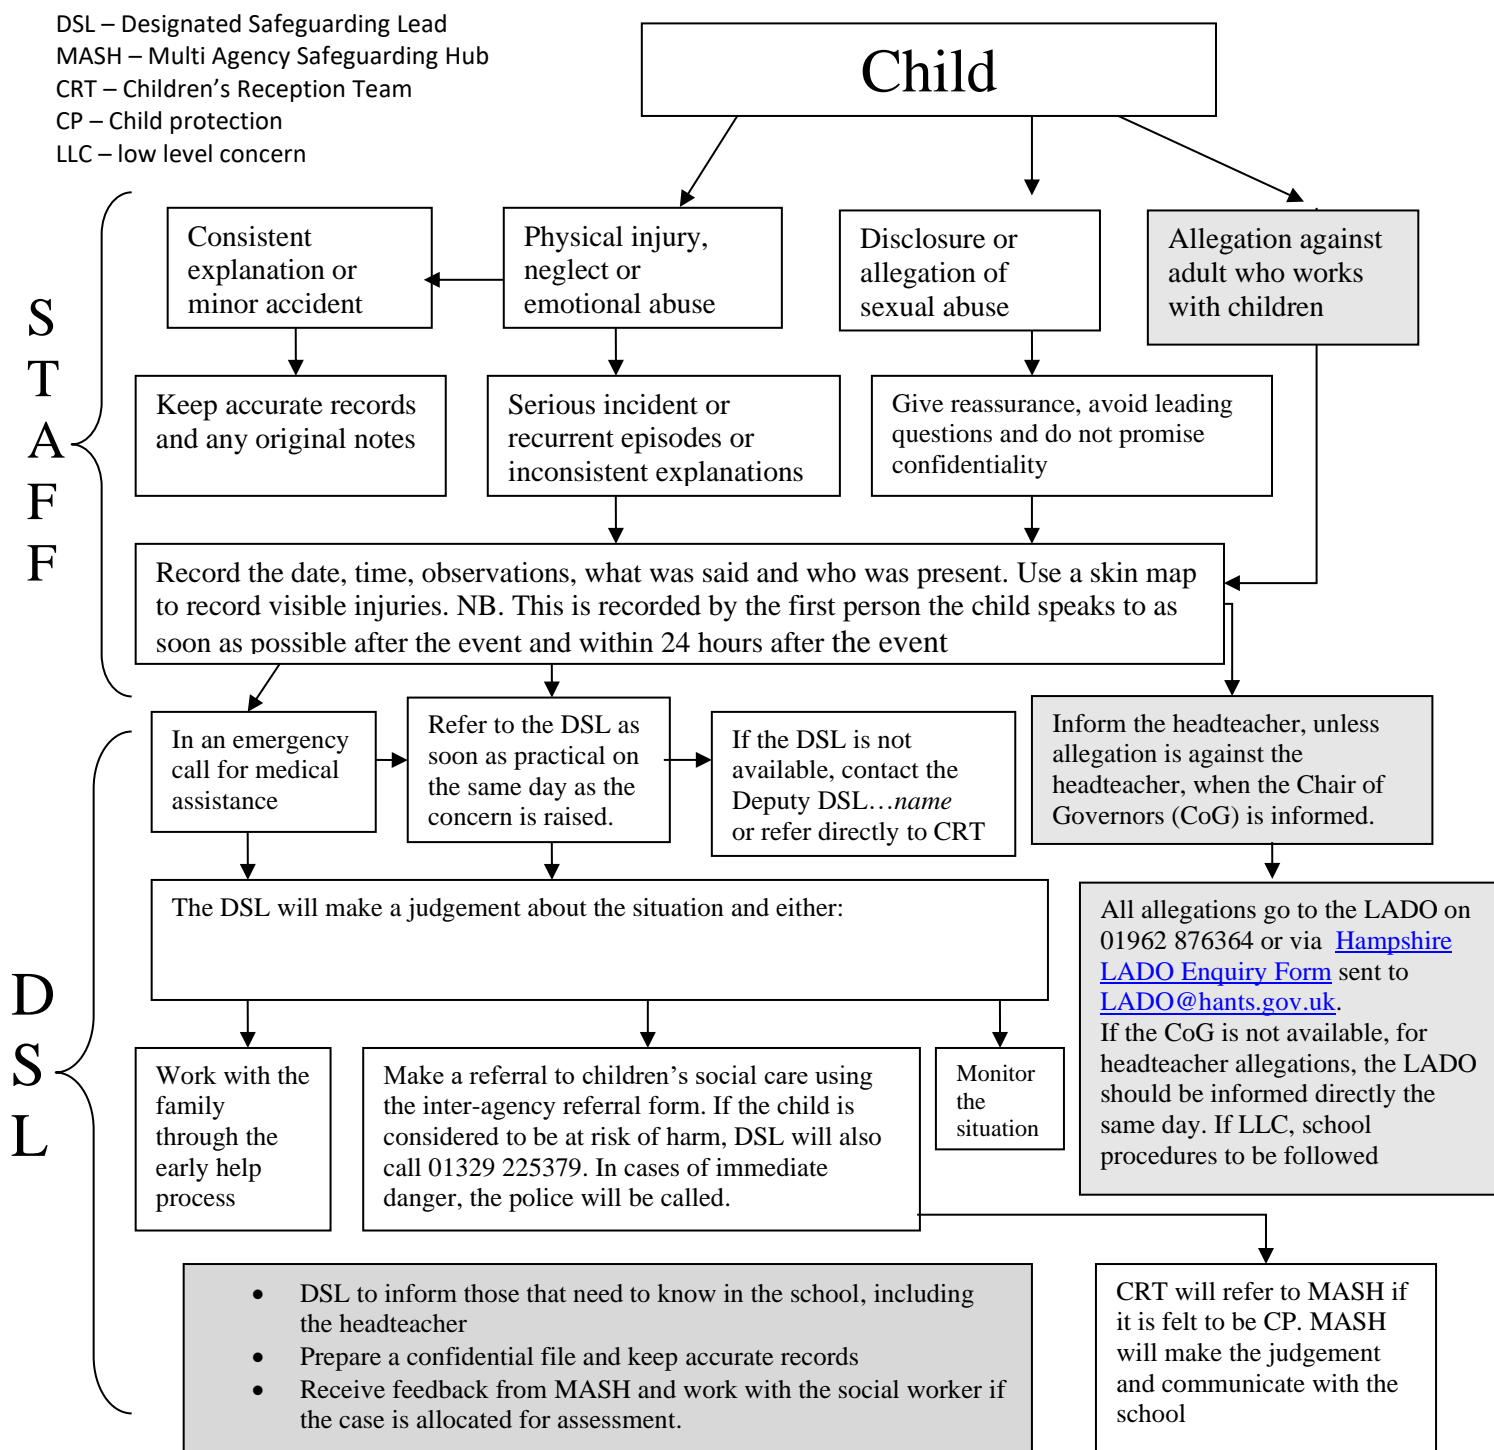 DSL – Designated Safeguarding Lead
MASH – Multi Agency Safeguarding Hub
CRT – Children's Reception Team
CP – Child protection
LLC – low level concern
Child
S
T
A
F
F
Consistent
explanation or
minor accident
Physical injury,
neglect or
emotional abuse
Disclosure or
allegation of
sexual abuse
Allegation against
adult who works
with children
Keep accurate records
and any original notes
Serious incident or
recurrent episodes or
inconsistent explanations
Give reassurance, avoid leading
questions and do not promise
confidentiality
Record the date, time, observations, what was said and who was present. Use a skin map
to record visible injuries. NB. This is recorded by the first person the child speaks to as
soon as possible after the event and within 24 hours after the event
D
S
L
In an emergency
call for medical
assistance
Refer to the DSL as
soon as practical on
the same day as the
concern is raised.
If the DSL is not
available, contact the
Deputy DSL…name
or refer directly to CRT
Inform the headteacher, unless
allegation is against the
headteacher, when the Chair of
Governors (CoG) is informed.
The DSL will make a judgement about the situation and either:
All allegations go to the LADO on
01962 876364 or via Hampshire
LADO Enquiry Form sent to
LADO@hants.gov.uk.
If the CoG is not available, for
headteacher allegations, the LADO
should be informed directly the
same day. If LLC, school
procedures to be followed
Work with the
family
through the
early help
process
Make a referral to children's social care using
the inter-agency referral form. If the child is
considered to be at risk of harm, DSL will also
call 01329 225379. In cases of immediate
danger, the police will be called.
Monitor
the
situation
• DSL to inform those that need to know in the school, including
the headteacher
• Prepare a confidential file and keep accurate records
• Receive feedback from MASH and work with the social worker if
the case is allocated for assessment.
CRT will refer to MASH if
it is felt to be CP. MASH
will make the judgement
and communicate with the
school